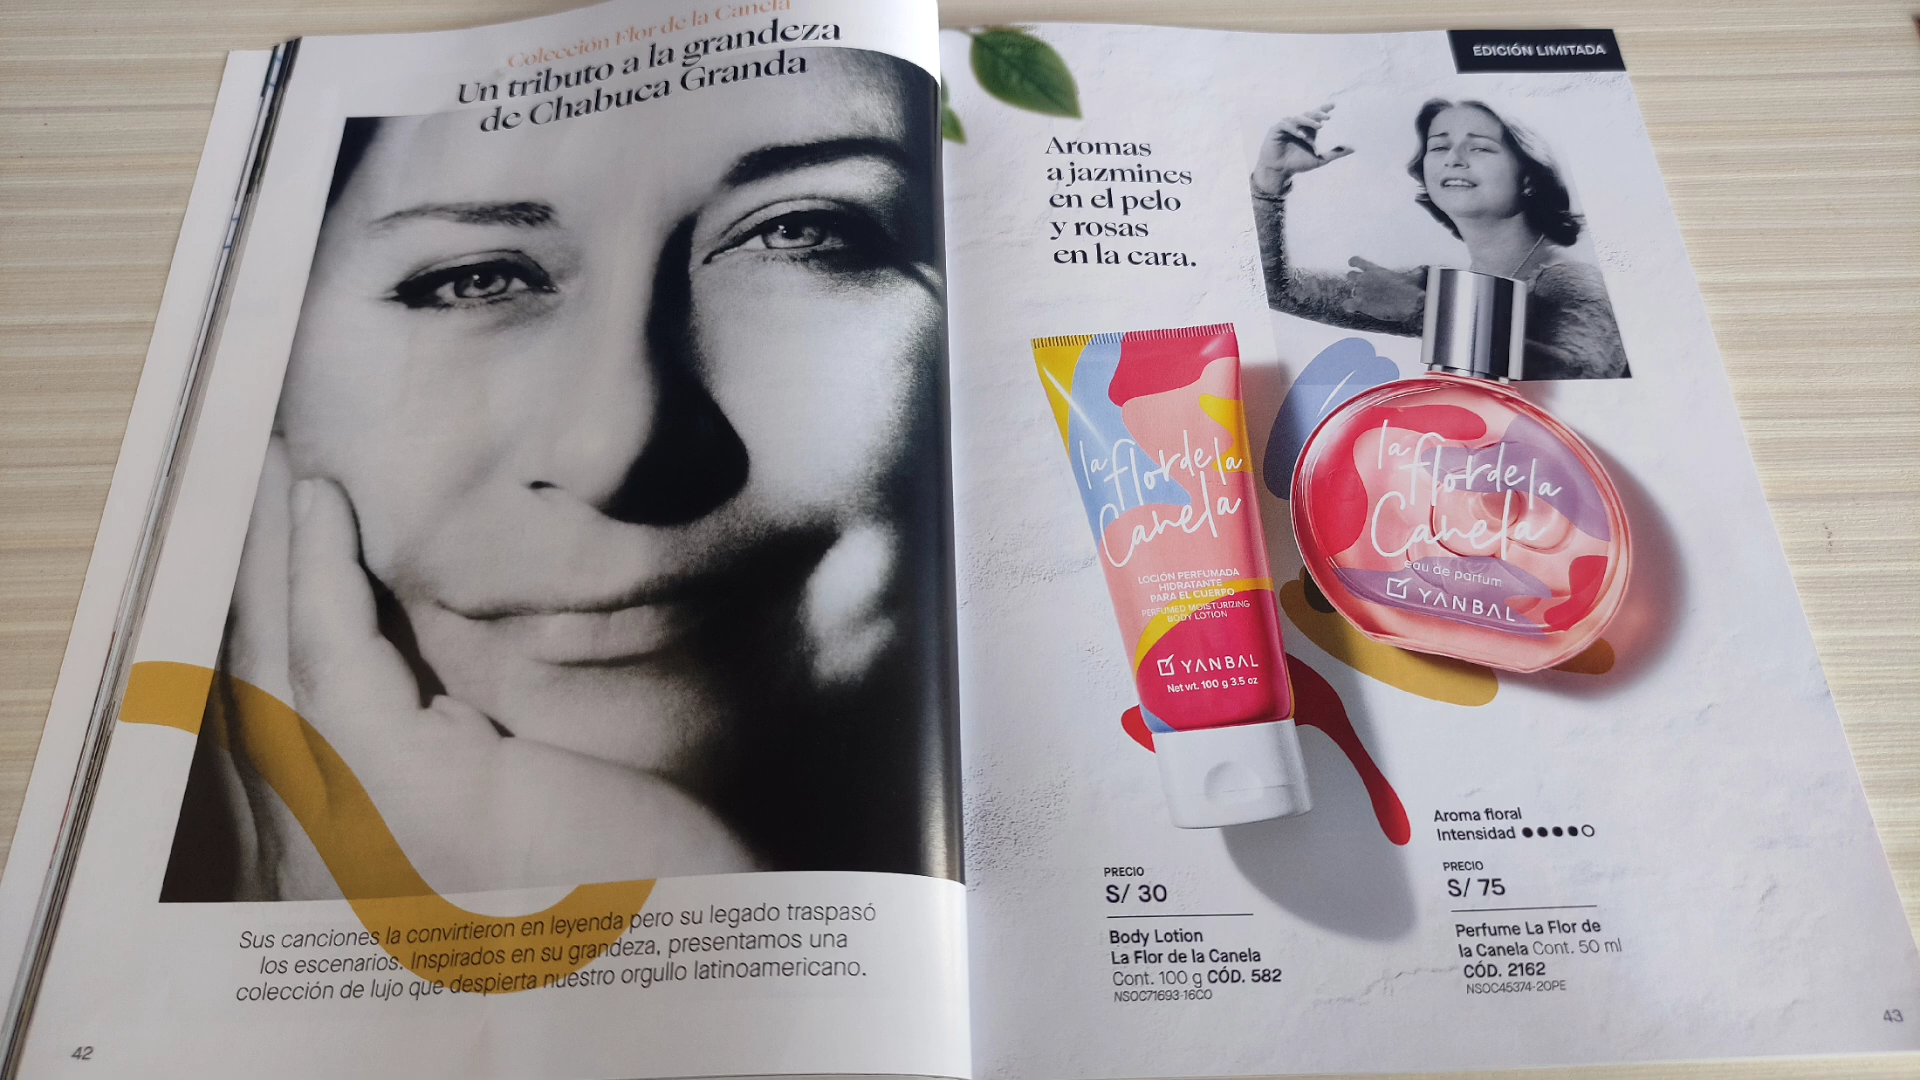 Colección Flor de la Canela
Un tributo a la grandeza
de Chabuca Granda
Sus canciones la convirtieron en leyenda pero su legado traspasó
los escenarios. Inspirados en su grandeza, presentamos una
colección de lujo que despierta nuestro orgullo latinoamericano.
42
EDICIÓN LIMITADA
Aromas
a jazmines
en el pelo
y rosas
en la cara.
la
flor de la
Canela
LOCIÓN PERFUMADA
HIDRATANTE
PARA EL CUERPO
PERFUMED MOISTURIZING
BODY LOTION
YANBAL
Net wt. 100 g 3.5 oz
la
flor de la
Canela
eau de parfum
YANBAL
Aroma floral
Intensidad
PRECIO
S/ 30
Body Lotion
La Flor de la Canela
Cont. 100 g CÓD. 582
NSOC71693-16CO
PRECIO
S/ 75
Perfume La Flor de
la Canela Cont. 50 ml
CÓD. 2162
NSOC45374-20PE
43